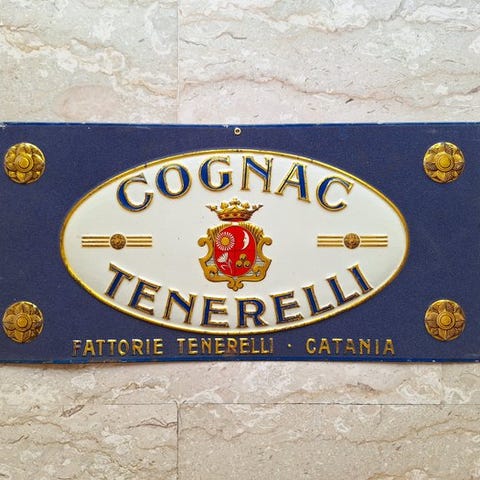 COGNAC
TENERELLI
FATTORIE TENERELLI · CATANIA